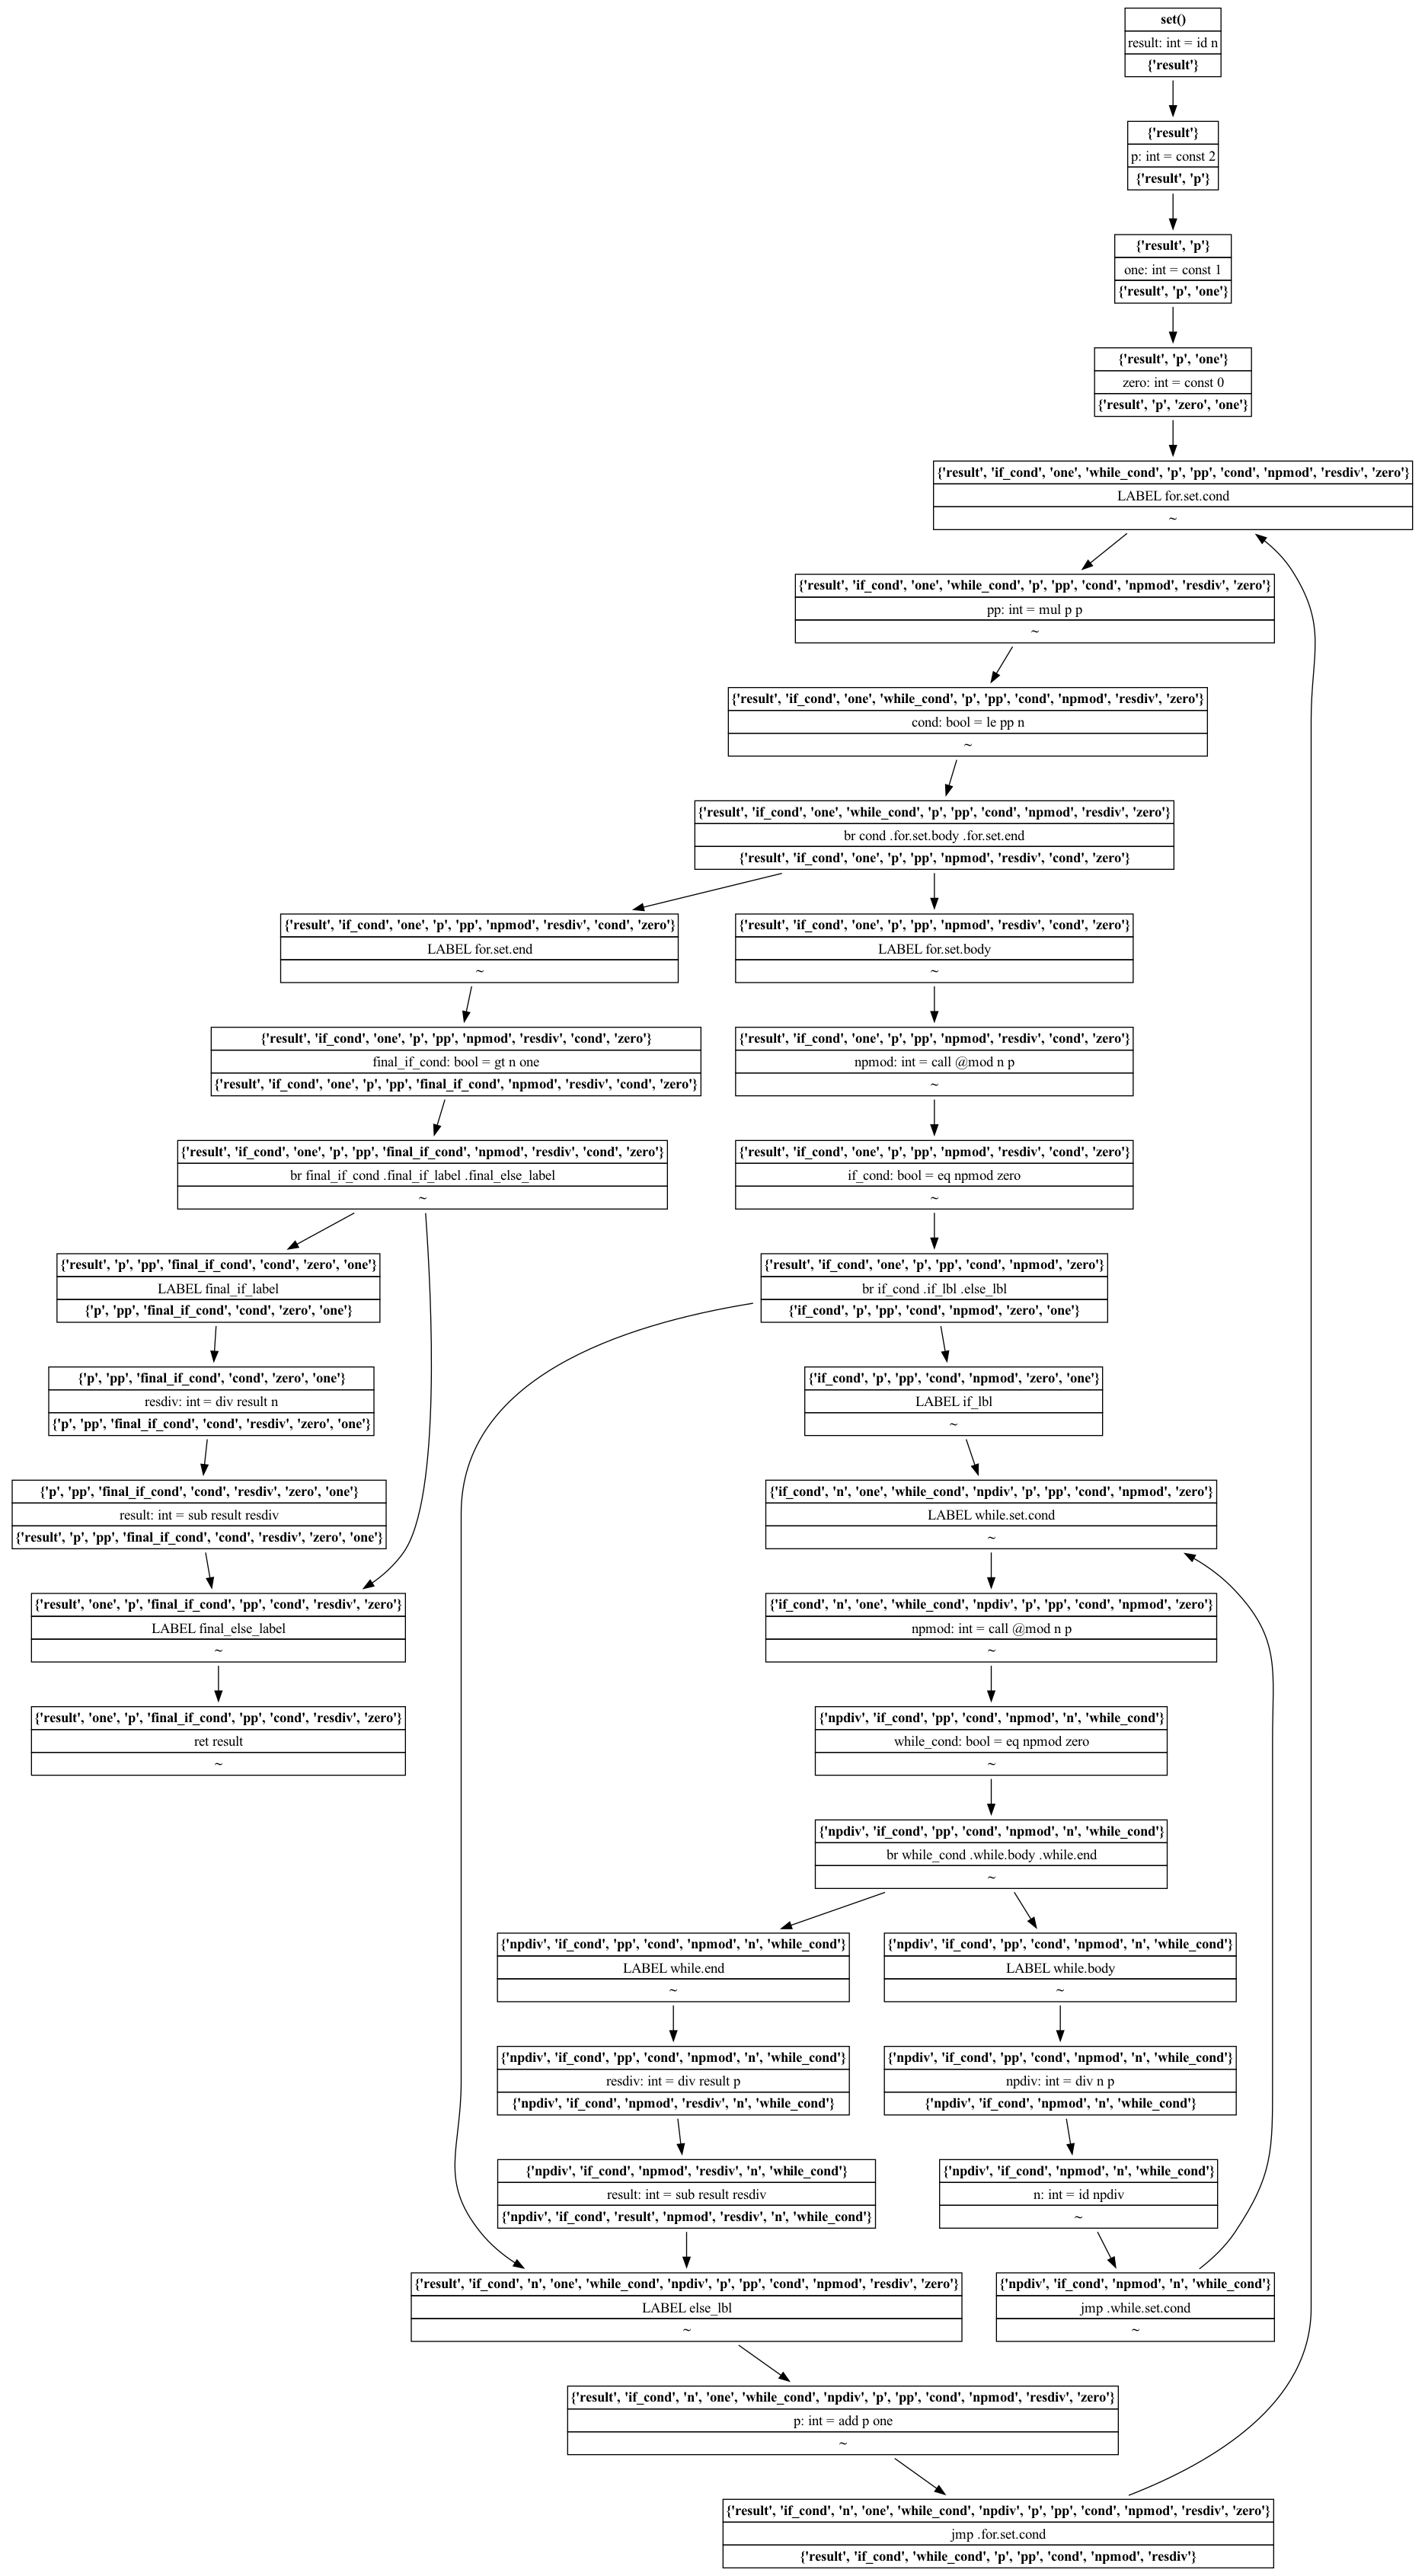 set()
result: int = id n
{'result'}
{'result'}
p: int = const 2
{'result', 'p'}
{'result', 'p'}
one: int = const 1
{'result', 'p', 'one'}
{'result', 'p', 'one'}
zero: int = const 0
{'result', 'p', 'zero', 'one'}
{'result', 'if_cond', 'one', 'while_cond', 'p', 'pp', 'cond', 'npmod', 'resdiv', 'zero'}
LABEL for.set.cond
~
{'result', 'if_cond', 'one', 'while_cond', 'p', 'pp', 'cond', 'npmod', 'resdiv', 'zero'}
pp: int = mul p p
~
{'result', 'if_cond', 'one', 'while_cond', 'p', 'pp', 'cond', 'npmod', 'resdiv', 'zero'}
cond: bool = le pp n
~
{'result', 'if_cond', 'one', 'while_cond', 'p', 'pp', 'cond', 'npmod', 'resdiv', 'zero'}
br cond .for.set.body .for.set.end
{'result', 'if_cond', 'one', 'p', 'pp', 'npmod', 'resdiv', 'cond', 'zero'}
{'result', 'if_cond', 'one', 'p', 'pp', 'npmod', 'resdiv', 'cond', 'zero'}
LABEL for.set.end
~
{'result', 'if_cond', 'one', 'p', 'pp', 'npmod', 'resdiv', 'cond', 'zero'}
LABEL for.set.body
~
{'result', 'if_cond', 'one', 'p', 'pp', 'npmod', 'resdiv', 'cond', 'zero'}
final_if_cond: bool = gt n one
{'result', 'if_cond', 'one', 'p', 'pp', 'final_if_cond', 'npmod', 'resdiv', 'cond', 'zero'}
{'result', 'if_cond', 'one', 'p', 'pp', 'npmod', 'resdiv', 'cond', 'zero'}
npmod: int = call @mod n p
~
{'result', 'if_cond', 'one', 'p', 'pp', 'final_if_cond', 'npmod', 'resdiv', 'cond', 'zero'}
br final_if_cond .final_if_label .final_else_label
~
{'result', 'if_cond', 'one', 'p', 'pp', 'npmod', 'resdiv', 'cond', 'zero'}
if_cond: bool = eq npmod zero
~
{'result', 'p', 'pp', 'final_if_cond', 'cond', 'zero', 'one'}
LABEL final_if_label
{'p', 'pp', 'final_if_cond', 'cond', 'zero', 'one'}
{'result', 'if_cond', 'one', 'p', 'pp', 'cond', 'npmod', 'zero'}
br if_cond .if_lbl .else_lbl
{'if_cond', 'p', 'pp', 'cond', 'npmod', 'zero', 'one'}
{'p', 'pp', 'final_if_cond', 'cond', 'zero', 'one'}
resdiv: int = div result n
{'p', 'pp', 'final_if_cond', 'cond', 'resdiv', 'zero', 'one'}
{'if_cond', 'p', 'pp', 'cond', 'npmod', 'zero', 'one'}
LABEL if_lbl
~
{'p', 'pp', 'final_if_cond', 'cond', 'resdiv', 'zero', 'one'}
result: int = sub result resdiv
{'result', 'p', 'pp', 'final_if_cond', 'cond', 'resdiv', 'zero', 'one'}
{'if_cond', 'n', 'one', 'while_cond', 'npdiv', 'p', 'pp', 'cond', 'npmod', 'zero'}
LABEL while.set.cond
~
{'result', 'one', 'p', 'final_if_cond', 'pp', 'cond', 'resdiv', 'zero'}
LABEL final_else_label
~
{'if_cond', 'n', 'one', 'while_cond', 'npdiv', 'p', 'pp', 'cond', 'npmod', 'zero'}
npmod: int = call @mod n p
~
{'result', 'one', 'p', 'final_if_cond', 'pp', 'cond', 'resdiv', 'zero'}
ret result
~
{'npdiv', 'if_cond', 'pp', 'cond', 'npmod', 'n', 'while_cond'}
while_cond: bool = eq npmod zero
~
{'npdiv', 'if_cond', 'pp', 'cond', 'npmod', 'n', 'while_cond'}
br while_cond .while.body .while.end
~
{'npdiv', 'if_cond', 'pp', 'cond', 'npmod', 'n', 'while_cond'}
LABEL while.end
~
{'npdiv', 'if_cond', 'pp', 'cond', 'npmod', 'n', 'while_cond'}
LABEL while.body
~
{'npdiv', 'if_cond', 'pp', 'cond', 'npmod', 'n', 'while_cond'}
resdiv: int = div result p
{'npdiv', 'if_cond', 'npmod', 'resdiv', 'n', 'while_cond'}
{'npdiv', 'if_cond', 'pp', 'cond', 'npmod', 'n', 'while_cond'}
npdiv: int = div n p
{'npdiv', 'if_cond', 'npmod', 'n', 'while_cond'}
{'npdiv', 'if_cond', 'npmod', 'resdiv', 'n', 'while_cond'}
result: int = sub result resdiv
{'npdiv', 'if_cond', 'result', 'npmod', 'resdiv', 'n', 'while_cond'}
{'npdiv', 'if_cond', 'npmod', 'n', 'while_cond'}
n: int = id npdiv
~
{'result', 'if_cond', 'n', 'one', 'while_cond', 'npdiv', 'p', 'pp', 'cond', 'npmod', 'resdiv', 'zero'}
LABEL else_lbl
~
{'npdiv', 'if_cond', 'npmod', 'n', 'while_cond'}
jmp .while.set.cond
~
{'result', 'if_cond', 'n', 'one', 'while_cond', 'npdiv', 'p', 'pp', 'cond', 'npmod', 'resdiv', 'zero'}
p: int = add p one
~
{'result', 'if_cond', 'n', 'one', 'while_cond', 'npdiv', 'p', 'pp', 'cond', 'npmod', 'resdiv', 'zero'}
jmp .for.set.cond
{'result', 'if_cond', 'while_cond', 'p', 'pp', 'cond', 'npmod', 'resdiv'}